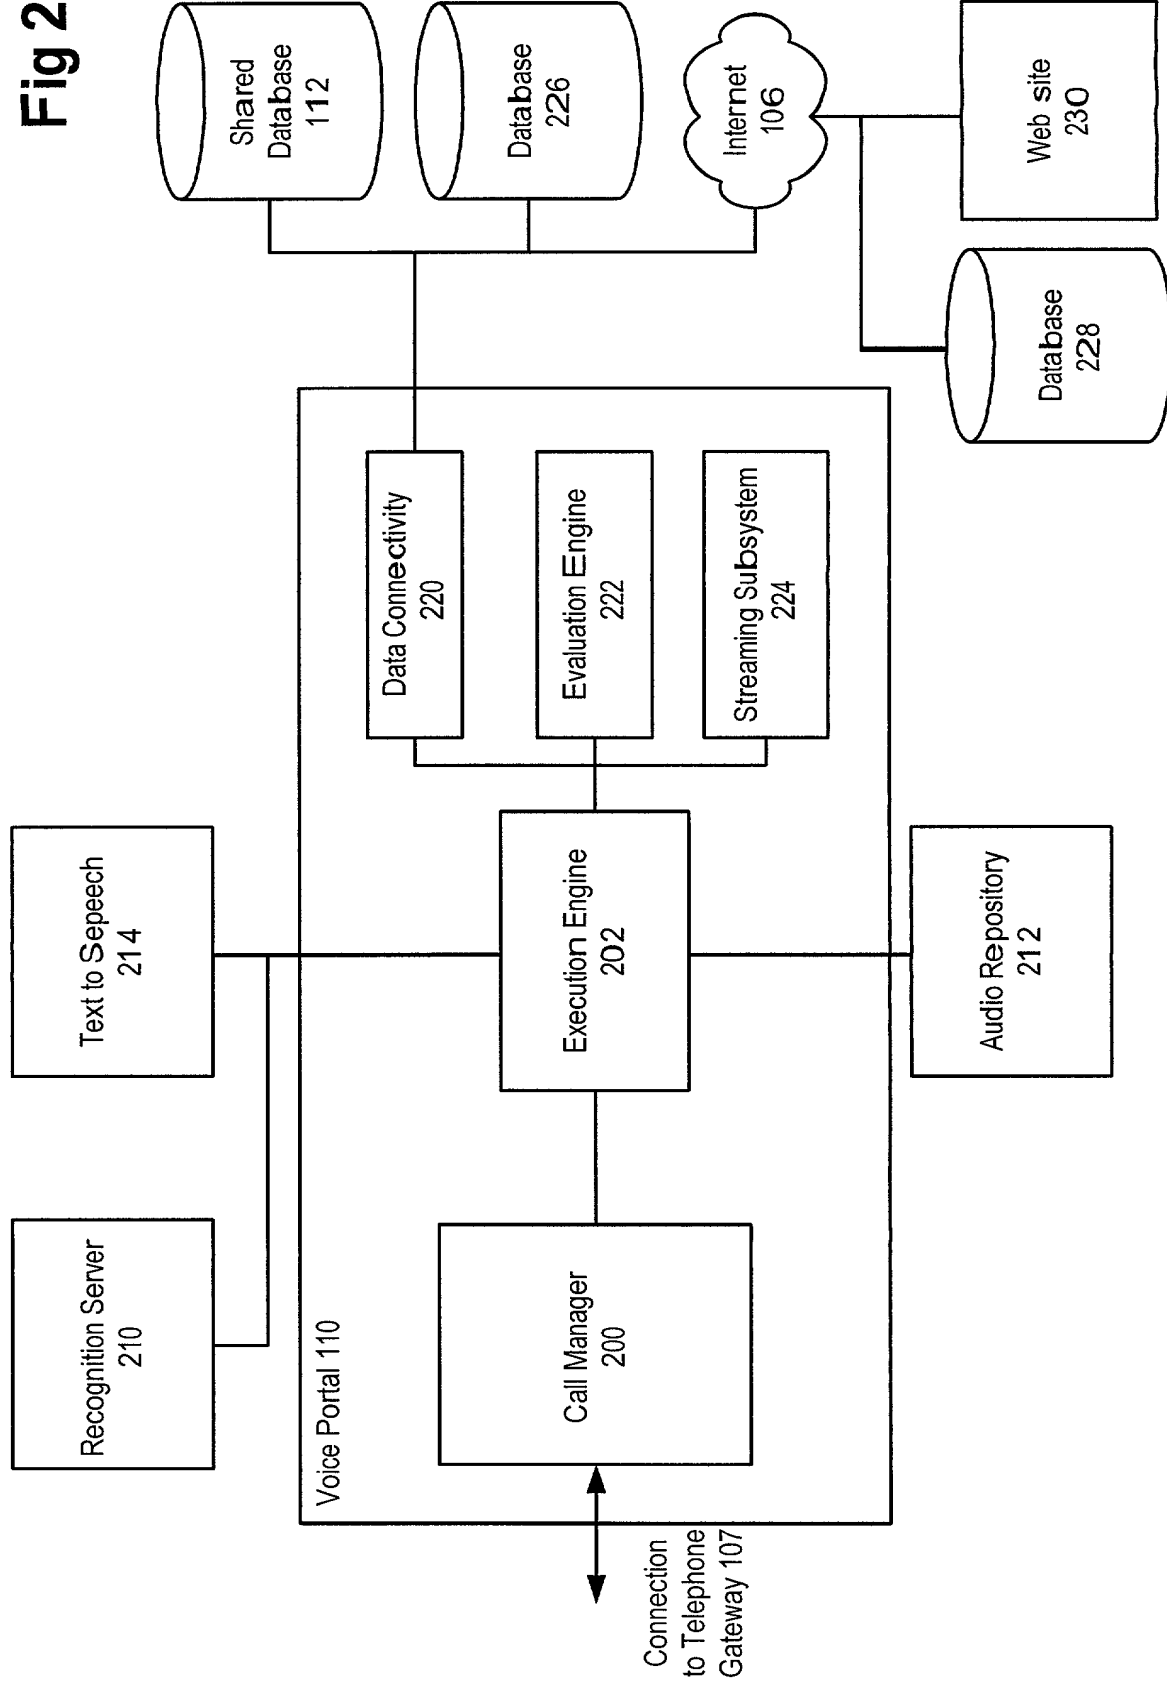 Fig 2
Recognition Server
210
Text to Sepeech
214
Shared
Database
112
Database
226
Internet
106
Web site
230
Database
228
Voice Portal 110
Data Connectivity
220
Evaluation Engine
222
Streaming Subsystem
224
Execution Engine
202
Call Manager
200
Connection
to Telephone
Gateway 107
Audio Repository
212